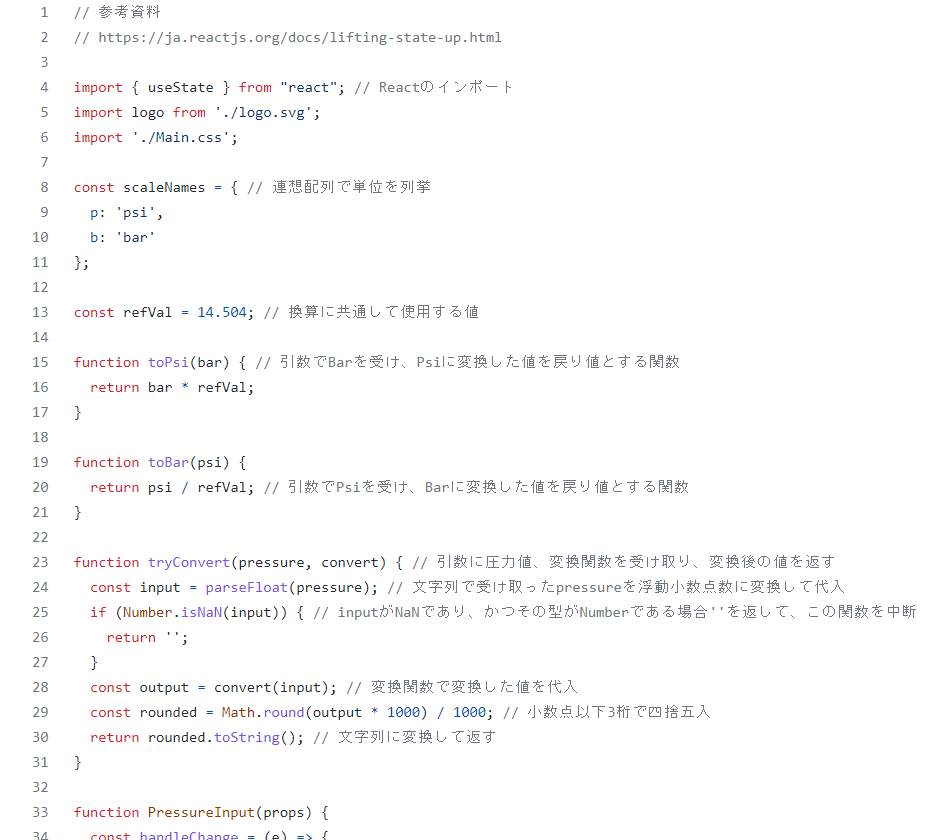 1 // 参考資料
2 // https://ja.reactjs.org/docs/lifting-state-up.html
3
4 import { useState } from "react"; // Reactのインポート
5 import logo from './logo.svg';
6 import './Main.css';
7
8 const scaleNames = { // 連想配列で単位を列挙
9   p: 'psi',
10   b: 'bar'
11 };
12
13 const refVal = 14.504; // 換算に共通して使用する値
14
15 function toPsi(bar) { // 引数でBarを受け、Psiに変換した値を戻り値とする関数
16   return bar * refVal;
17 }
18
19 function toBar(psi) {
20   return psi / refVal; // 引数でPsiを受け、Barに変換した値を戻り値とする関数
21 }
22
23 function tryConvert(pressure, convert) { // 引数に圧力値、変換関数を受け取り、変換後の値を返す
24   const input = parseFloat(pressure); // 文字列で受け取ったpressureを浮動小数点数に変換して代入
25   if (Number.isNaN(input)) { // inputがNaNであり、かつその型がNumberである場合''を返して、この関数を中断
26     return '';
27   }
28   const output = convert(input); // 変換関数で変換した値を代入
29   const rounded = Math.round(output * 1000) / 1000; // 小数点以下3桁で四捨五入
30   return rounded.toString(); // 文字列に変換して返す
31 }
32
33 function PressureInput(props) {
34   const handleChange = (e) => {